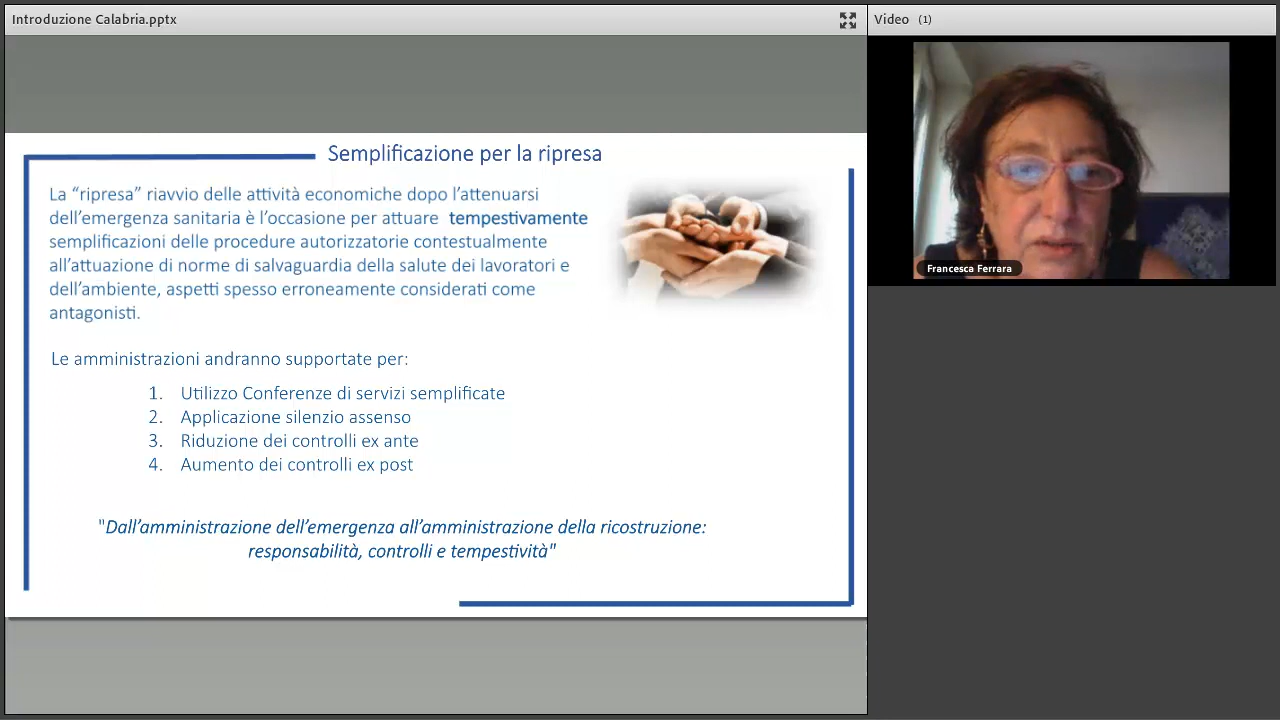 Introduzione Calabria.pptx
Video (1)
Francesca Ferrara
Semplificazione per la ripresa
La “ripresa” riavvio delle attività economiche dopo l’attenuarsi
dell’emergenza sanitaria è l’occasione per attuare tempestivamente
semplificazioni delle procedure autorizzatorie contestualmente
all’attuazione di norme di salvaguardia della salute dei lavoratori e
dell’ambiente, aspetti spesso erroneamente considerati come
antagonisti.
Le amministrazioni andranno supportate per:
1. Utilizzo Conferenze di servizi semplificate
2. Applicazione silenzio assenso
3. Riduzione dei controlli ex ante
4. Aumento dei controlli ex post
"Dall’amministrazione dell’emergenza all’amministrazione della ricostruzione:
responsabilità, controlli e tempestività"